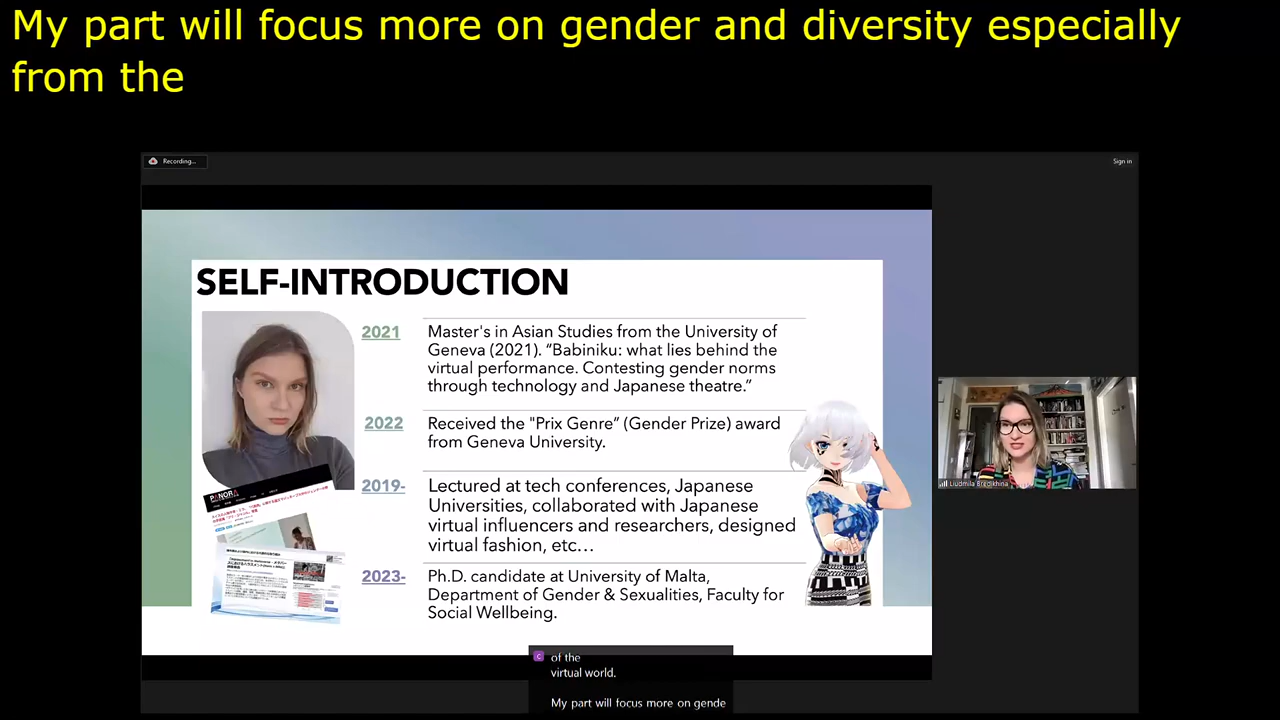 My part will focus more on gender and diversity especially
from the
Recording...
Sign in
SELF-INTRODUCTION
2021
Master's in Asian Studies from the University of
Geneva (2021). “Babiniku: what lies behind the
virtual performance. Contesting gender norms
through technology and Japanese theatre.”
2022
Received the "Prix Genre” (Gender Prize) award
from Geneva University.
2019-
Lectured at tech conferences, Japanese
Universities, collaborated with Japanese
virtual influencers and researchers, designed
virtual fashion, etc…
2023-
Ph.D. candidate at University of Malta,
Department of Gender & Sexualities, Faculty for
Social Wellbeing.
PANORA
Liudmila Bredikhina
C
of the
virtual world.
My part will focus more on gende